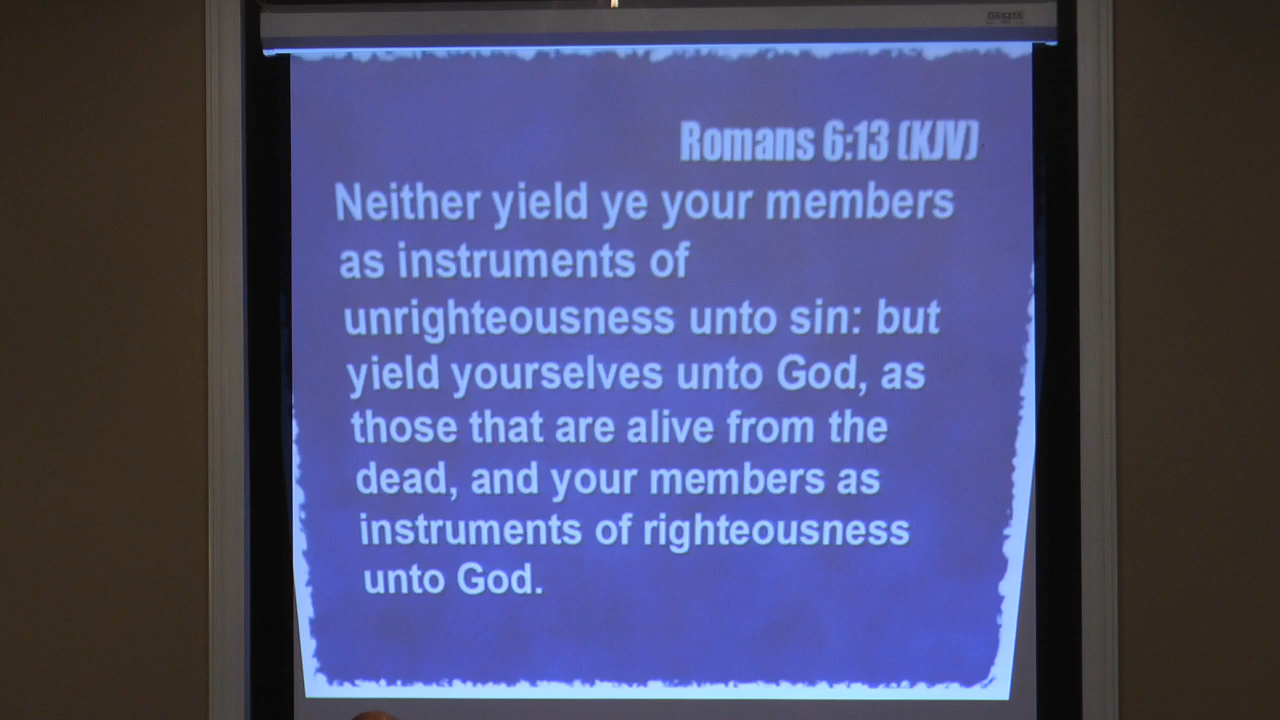 Romans 6:13 (KJV)
Neither yield ye your members
as instruments of
unrighteousness unto sin: but
yield yourselves unto God, as
those that are alive from the
dead, and your members as
instruments of righteousness
unto God.